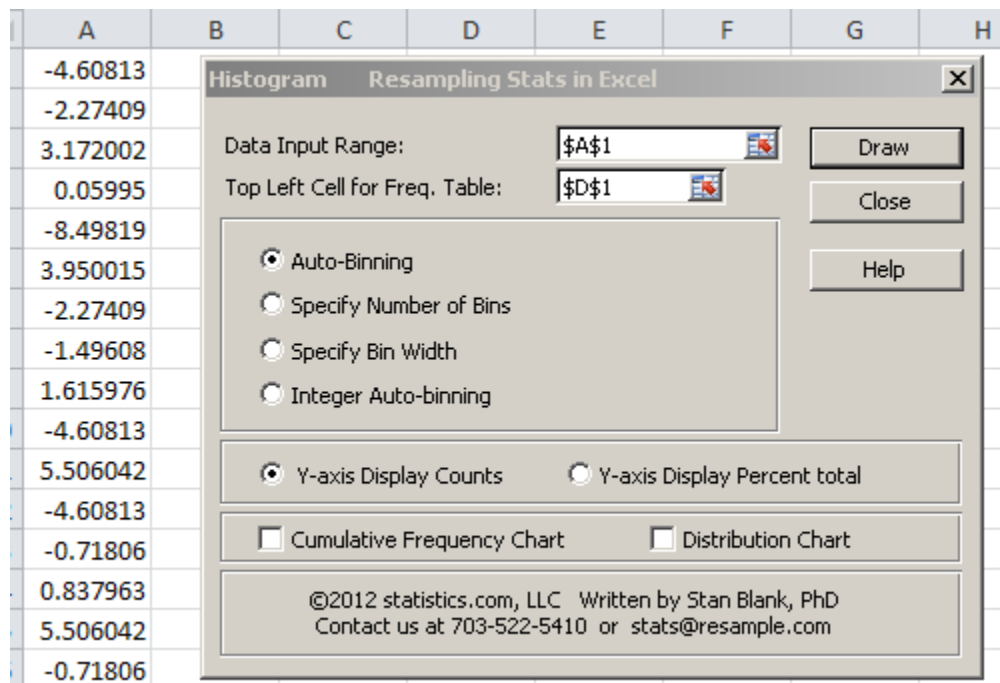 A B C D E F G H
-4.60813
-2.27409
3.172002
0.05995
-8.49819
3.950015
-2.27409
-1.49608
1.615976
-4.60813
5.506042
-4.60813
-0.71806
0.837963
5.506042
-0.71806
Histogram Resampling Stats in Excel
Data Input Range: $A$1
Top Left Cell for Freq. Table: $D$1
Draw
Close
Help
Auto-Binning
Specify Number of Bins
Specify Bin Width
Integer Auto-binning
Y-axis Display Counts Y-axis Display Percent total
Cumulative Frequency Chart Distribution Chart
©2012 statistics.com, LLC Written by Stan Blank, PhD
Contact us at 703-522-5410 or stats@resample.com